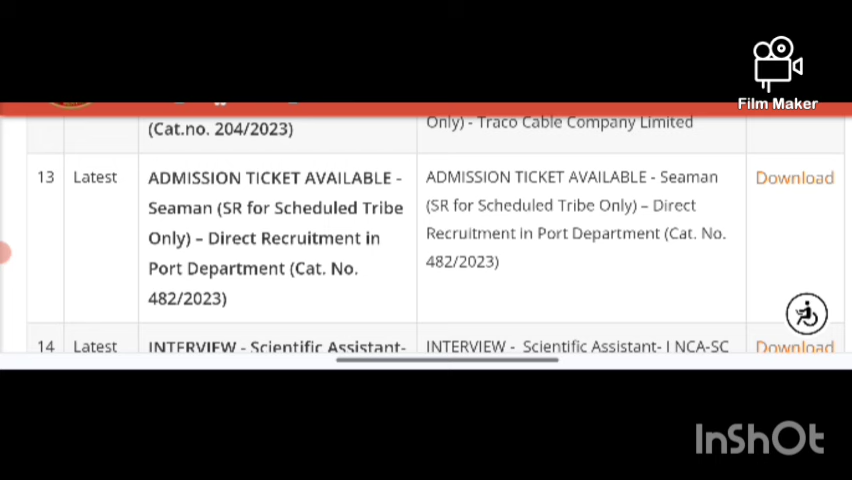 Film Maker
(Cat.no. 204/2023)
Only) - Traco Cable Company Limited
13
Latest
ADMISSION TICKET AVAILABLE -
Seaman (SR for Scheduled Tribe
Only) – Direct Recruitment in
Port Department (Cat. No.
482/2023)
ADMISSION TICKET AVAILABLE - Seaman
(SR for Scheduled Tribe Only) – Direct
Recruitment in Port Department (Cat. No.
482/2023)
Download
14
Latest
INTERVIEW - Scientific Assistant-
INTERVIEW - Scientific Assistant- I NCA-SC
Download
InShOt